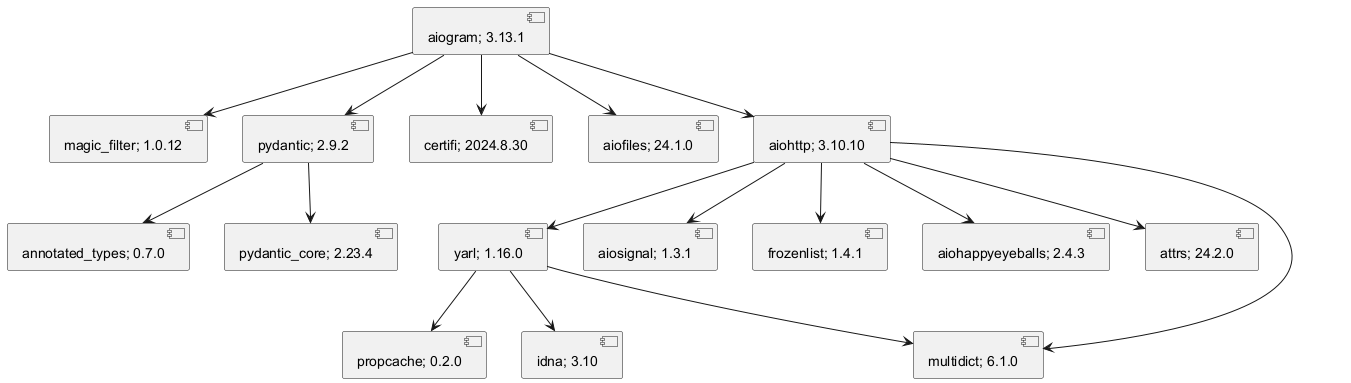 aiogram; 3.13.1
magic_filter; 1.0.12
pydantic; 2.9.2
certifi; 2024.8.30
aiofiles; 24.1.0
aiohttp; 3.10.10
annotated_types; 0.7.0
pydantic_core; 2.23.4
yarl; 1.16.0
aiosignal; 1.3.1
frozenlist; 1.4.1
aiohappyeyeballs; 2.4.3
attrs; 24.2.0
propcache; 0.2.0
idna; 3.10
multidict; 6.1.0